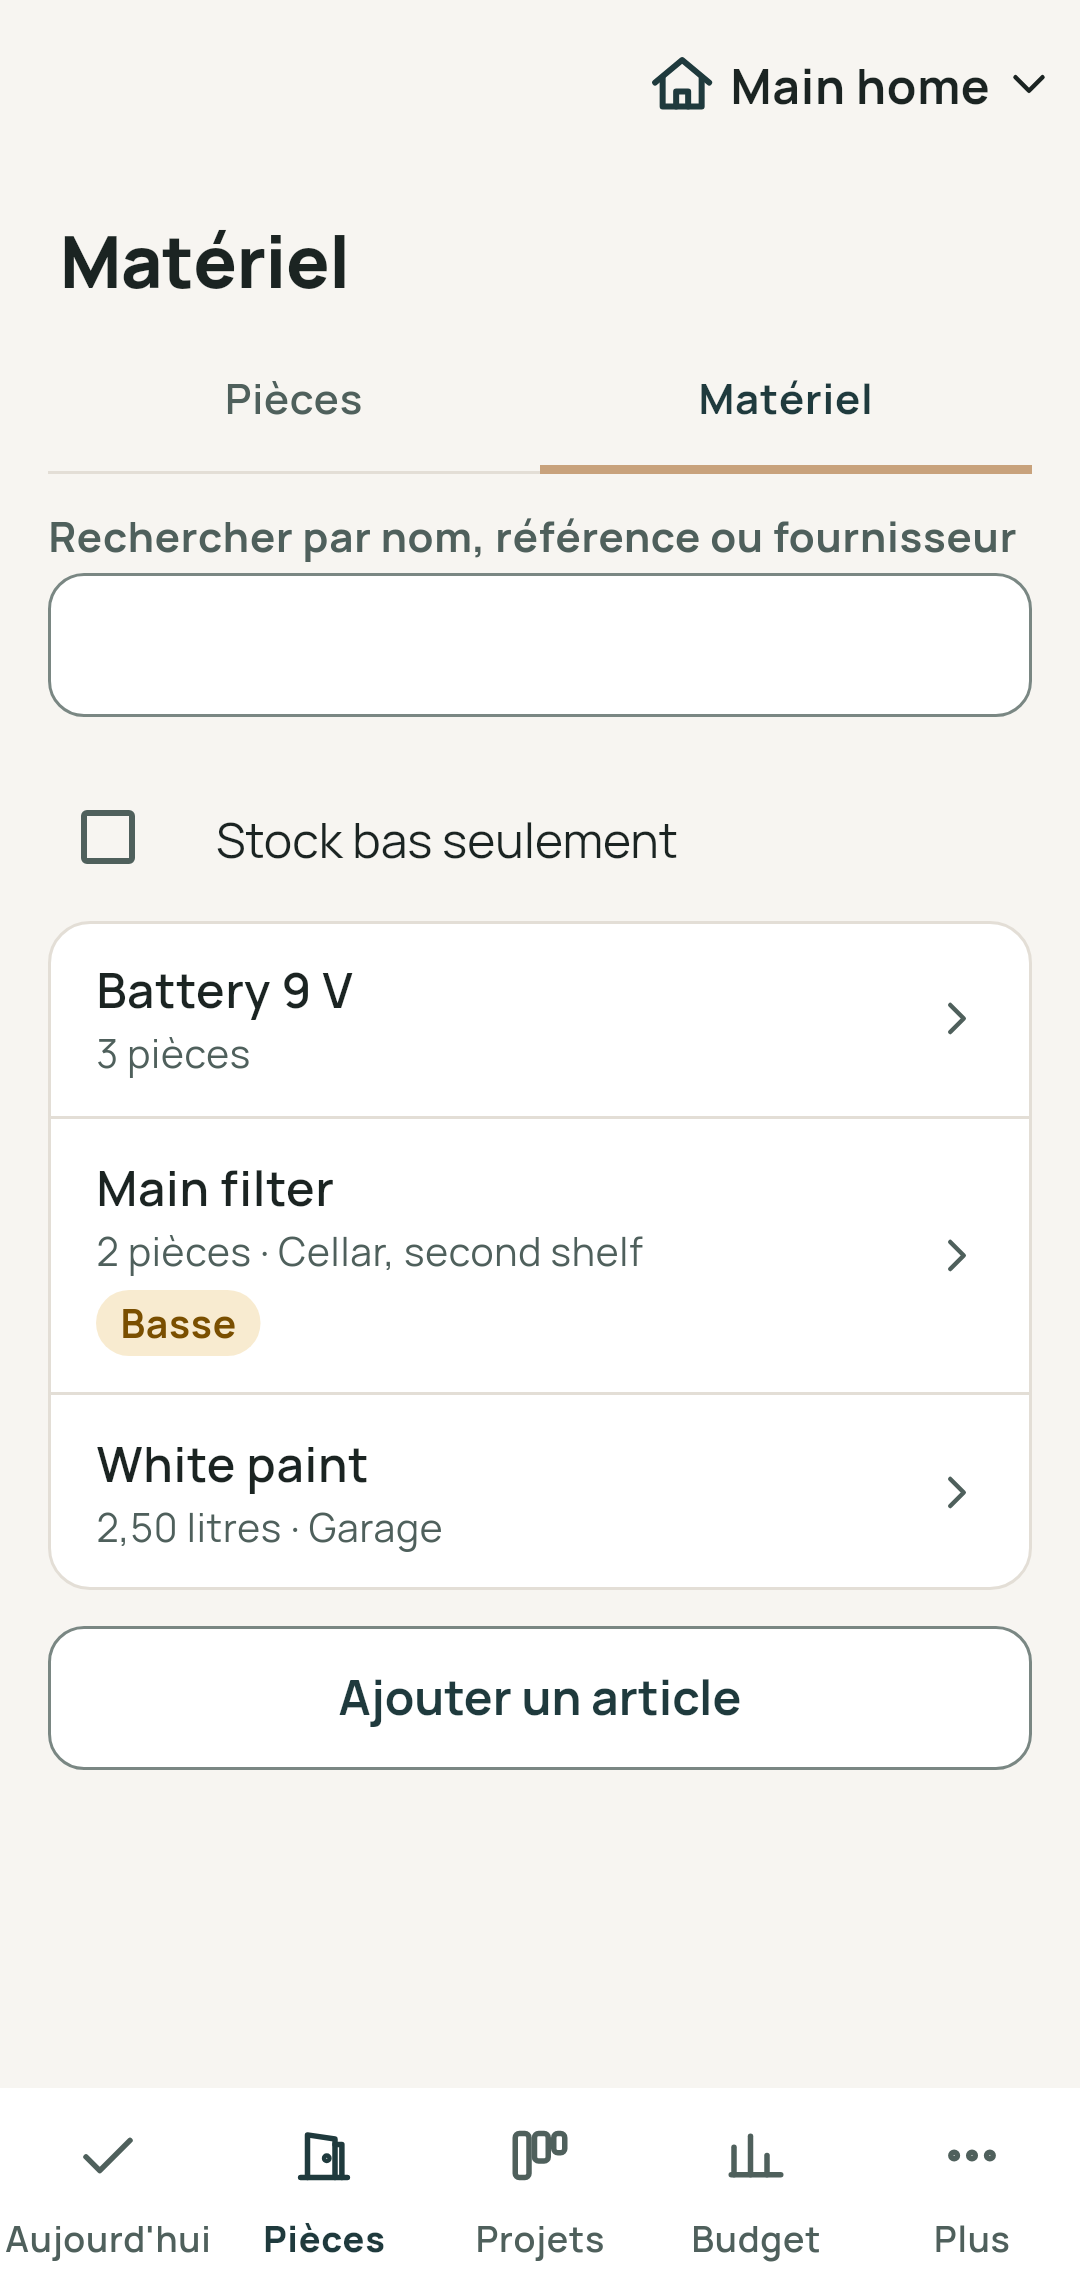 Main home
Matériel
Pièces
Matériel
Rechercher par nom, référence ou fournisseur
Stock bas seulement
Battery 9 V
3 pièces
Main filter
2 pièces · Cellar, second shelf
Basse
White paint
2,50 litres · Garage
Ajouter un article
Aujourd'hui
Pièces
Projets
Budget
Plus